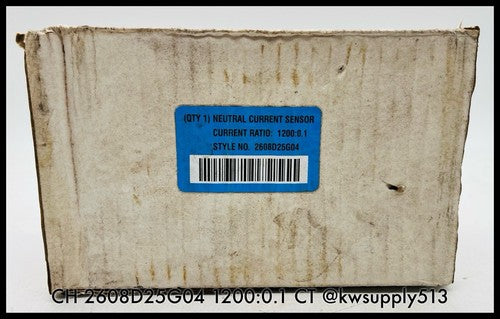 (QTY 1) NEUTRAL CURRENT SENSOR
CURRENT RATIO: 1200:0.1
STYLE NO. 2608D25G04
CH 2608D25G04 1200:0.1 CT @kwsupply513